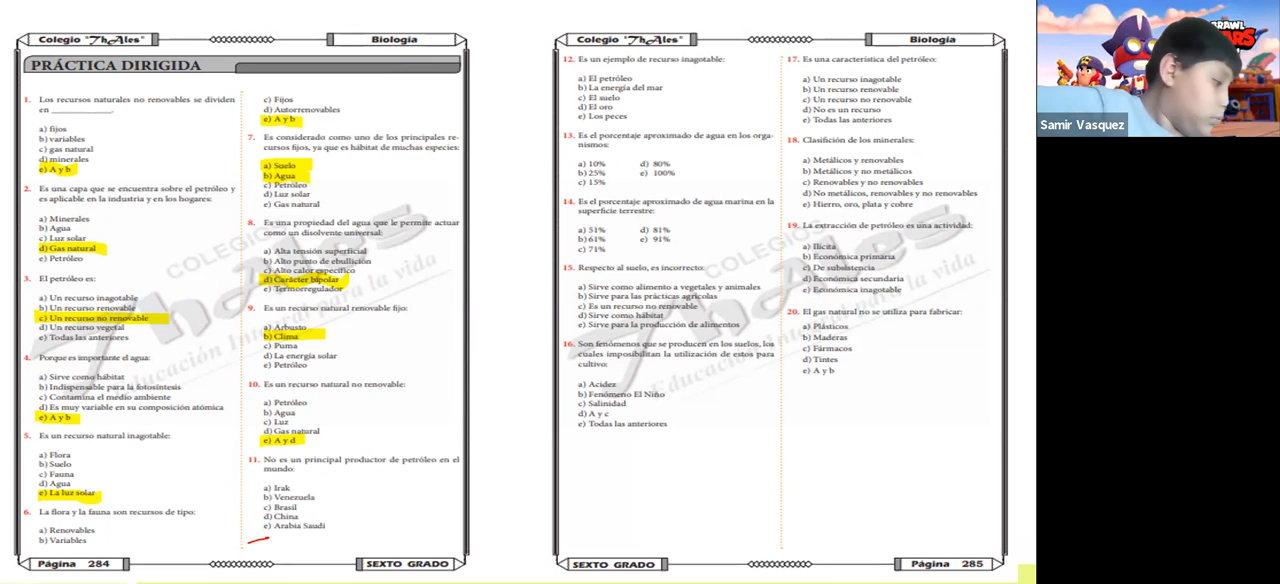 Colegio "ThAles"
Biología
PRÁCTICA DIRIGIDA
1. Los recursos naturales no renovables se dividen
en ____________.
a) fijos
b) variables
c) gas natural
d) minerales
e) A y b
2. Es una capa que se encuentra sobre el petróleo y
es aplicable en la industria y en los hogares:
a) Minerales
b) Agua
c) Luz solar
d) Gas natural
e) Petróleo
3. El petróleo es:
a) Un recurso inagotable
b) Un recurso renovable
c) Un recurso no renovable
d) Un recurso vegetal
e) Todas las anteriores
4. Porque es importante el agua:
a) Sirve como hábitat
b) Indispensable para la fotosíntesis
c) Contamina el medio ambiente
d) Es muy variable en su composición atómica
e) A y b
5. Es un recurso natural inagotable:
a) Flora
b) Suelo
c) Fauna
d) Agua
e) La luz solar
6. La flora y la fauna son recursos de tipo:
a) Renovables
b) Variables
c) Fijos
d) Autorrenovables
e) A y b
7. Es considerado como uno de los principales re-
cursos fijos, ya que es hábitat de muchas especies:
a) Suelo
b) Agua
c) Petróleo
d) Luz solar
e) Gas natural
8. Es una propiedad del agua que le permite actuar
como un disolvente universal:
a) Alta tensión superficial
b) Alto punto de ebullición
c) Alto calor específico
d) Carácter bipolar
e) Termorregulador
9. Es un recurso natural renovable fijo:
a) Arbusto
b) Clima
c) Puma
d) La energía solar
e) Petróleo
10. Es un recurso natural no renovable:
a) Petróleo
b) Agua
c) Luz
d) Gas natural
e) A y d
11. No es un principal productor de petróleo en el
mundo:
a) Irak
b) Venezuela
c) Brasil
d) China
e) Arabia Saudí
COLEGIOS
ThAles
Educación Integral para la vida
Página 284
SEXTO GRADO
Colegio "ThAles"
Biología
12. Es un ejemplo de recurso inagotable:
a) El petróleo
b) La energía del mar
c) El suelo
d) El oro
e) Los peces
13. Es el porcentaje aproximado de agua en los orga-
nismos:
a) 10% d) 80%
b) 25% e) 100%
c) 15%
14. Es el porcentaje aproximado de agua marina en la
superficie terrestre:
a) 51% d) 81%
b) 61% e) 91%
c) 71%
15. Respecto al suelo, es incorrecto:
a) Sirve como alimento a vegetales y animales
b) Sirve para las prácticas agrícolas
c) Es un recurso no renovable
d) Sirve como hábitat
e) Sirve para la producción de alimentos
16. Son fenómenos que se producen en los suelos, los
cuales imposibilitan la utilización de estos para
cultivo:
a) Acidez
b) Fenómeno El Niño
c) Salinidad
d) A y c
e) Todas las anteriores
17. Es una característica del petróleo:
a) Un recurso inagotable
b) Un recurso renovable
c) Un recurso no renovable
d) No es un recurso
e) Todas las anteriores
18. Clasifición de los minerales:
a) Metálicos y renovables
b) Metálicos y no metálicos
c) Renovables y no renovables
d) No metálicos, renovables y no renovables
e) Hierro, oro, plata y cobre
19. La extracción de petróleo es una actividad:
a) Ilícita
b) Económica primaria
c) De subsistencia
d) Económica secundaria
e) Económica inagotable
20. El gas natural no se utiliza para fabricar:
a) Plásticos
b) Maderas
c) Fármacos
d) Tintes
e) A y b
COLEGIOS
ThAles
Educación Integral para la vida
SEXTO GRADO
Página 285
Samir Vasquez